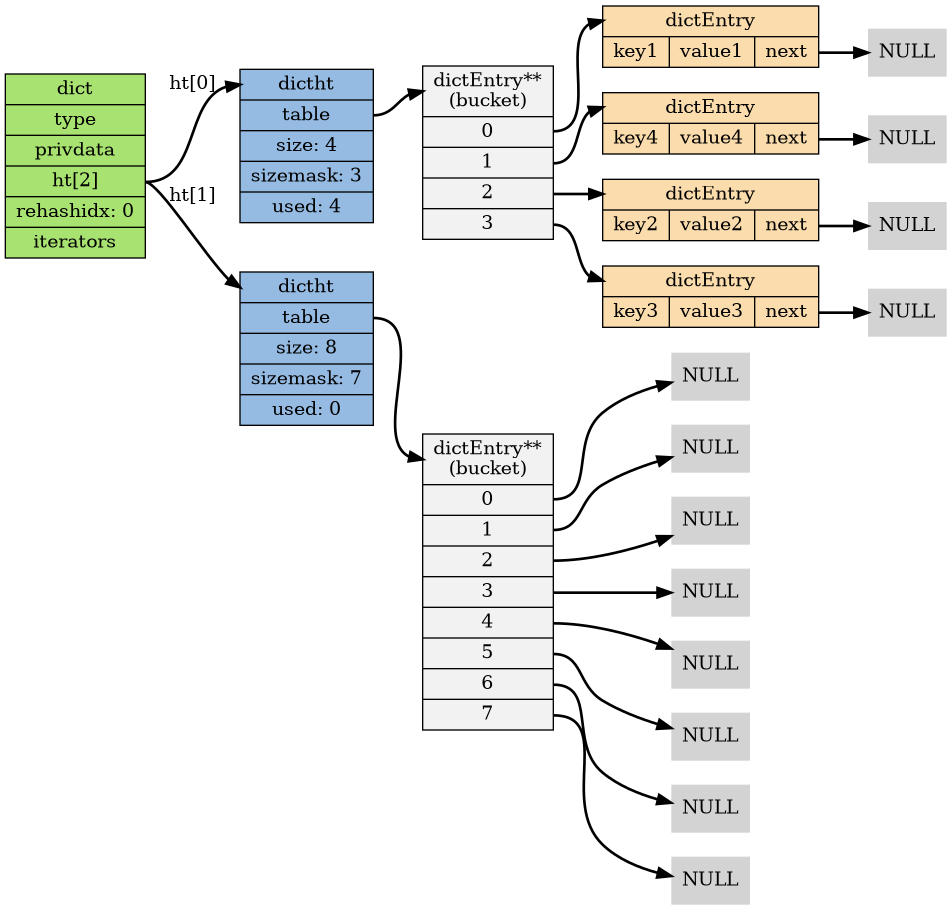 dict
type
privdata
ht[2]
rehashidx: 0
iterators
ht[0]
ht[1]
dictht
table
size: 4
sizemask: 3
used: 4
dictht
table
size: 8
sizemask: 7
used: 0
dictEntry**
(bucket)
0
1
2
3
dictEntry
key1 value1 next
NULL
dictEntry
key4 value4 next
NULL
dictEntry
key2 value2 next
NULL
dictEntry
key3 value3 next
NULL
dictEntry**
(bucket)
0
1
2
3
4
5
6
7
NULL
NULL
NULL
NULL
NULL
NULL
NULL
NULL